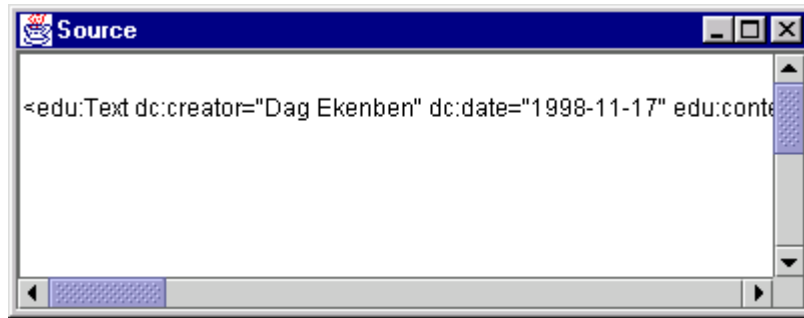 Source
<edu:Text dc:creator="Dag Ekenben" dc:date="1998-11-17" edu:conte